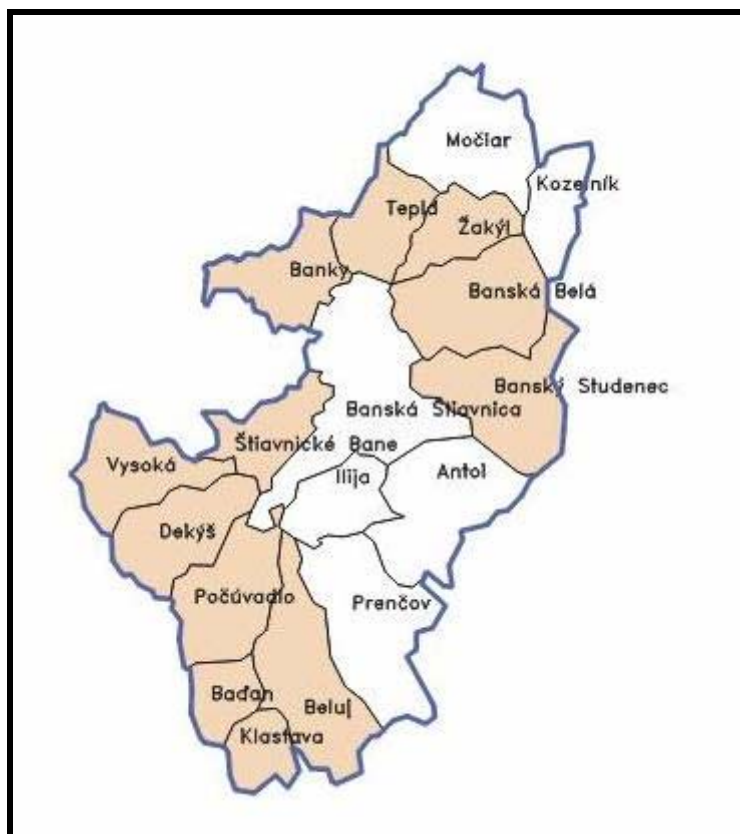 Močiar
Kozelník
Teplá
Žakýl
Banky
Banská Belá
Banský Studenec
Banská Štiavnica
Štiavnické Bane
Vysoká
Ilija
Antol
Dekýš
Počúvadlo
Prenčov
Baďan
Beluj
Klastava